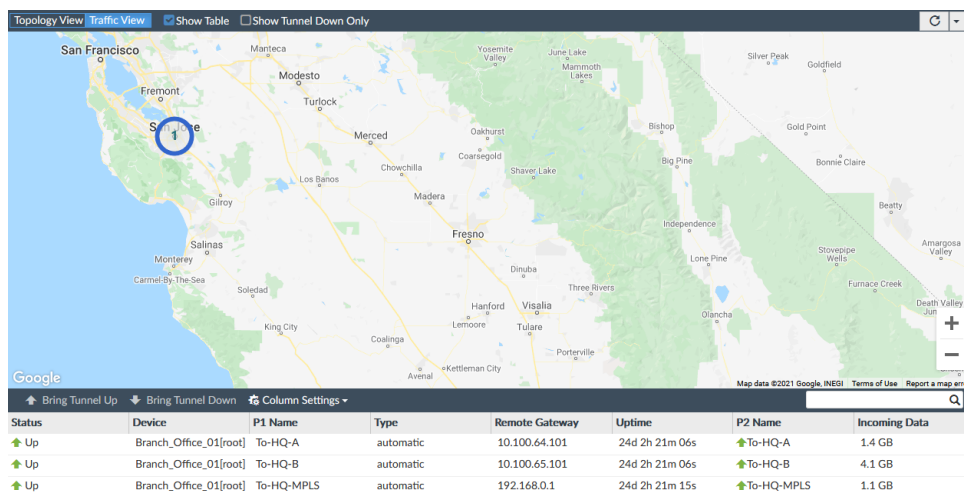 Topology View Traffic View Show Table Show Tunnel Down Only
San Francisco Manteca Yosemite Valley June Lake Silver Peak Goldfield
Mammoth Lakes
Modesto
Fremont
Turlock
1
Merced Oakhurst Bishop Gold Point
Coarsegold Big Pine Bonnie Claire
Chowchilla Shaver Lake
Los Banos
Madera
Gilroy Beatty
Independence
Fresno
Salinas Stovepipe Wells Amargosa Valley
Monterey Lone Pine
Dinuba
Carmel-By-The-Sea Furnace Creek
Soledad Three Rivers
Hanford Visalia Death Valley
Olancha
King City Lemoore Tulare
Coalinga
Porterville
Kettleman City
Avenal
Google Map data ©2021 Google, INEGI Terms of Use Report a map
Bring Tunnel Up Bring Tunnel Down Column Settings
Status Device P1 Name Type Remote Gateway Uptime P2 Name Incoming Data
Up Branch_Office_01[root] To-HQ-A automatic 10.100.64.101 24d 2h 21m 06s To-HQ-A 1.4 GB
Up Branch_Office_01[root] To-HQ-B automatic 10.100.65.101 24d 2h 21m 06s To-HQ-B 4.1 GB
Up Branch_Office_01[root] To-HQ-MPLS automatic 192.168.0.1 24d 2h 21m 15s To-HQ-MPLS 1.1 GB